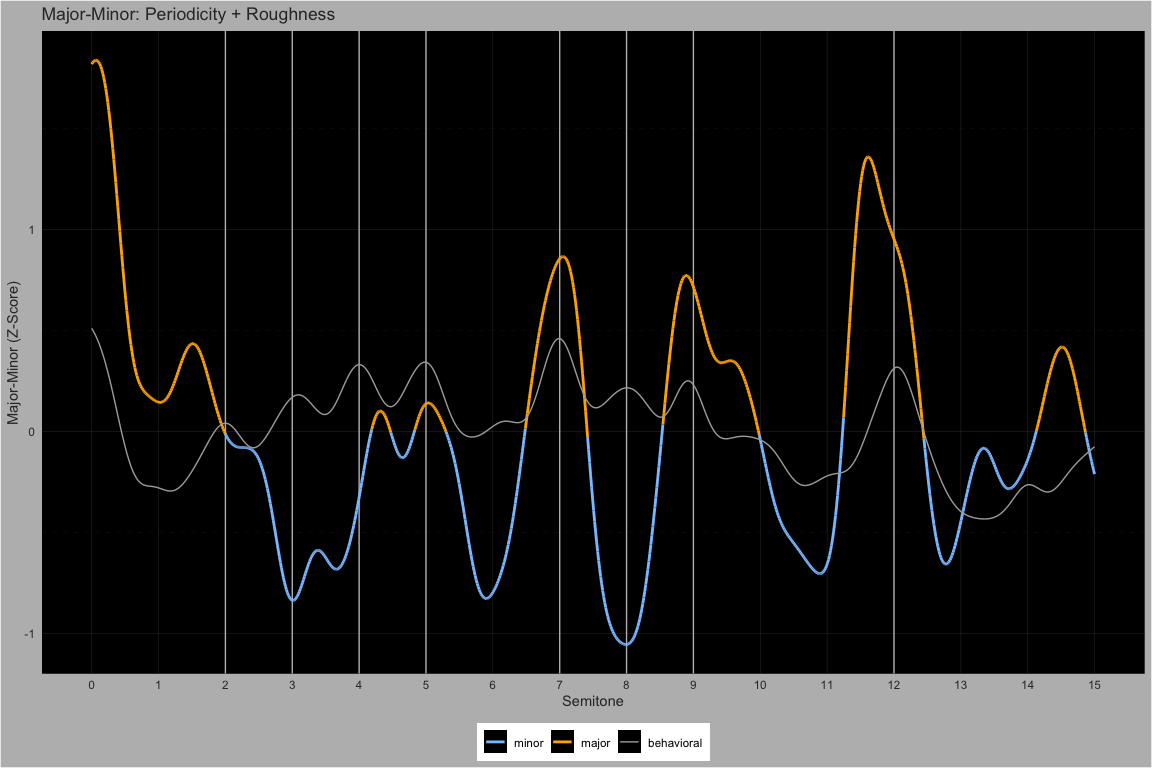 Major-Minor: Periodicity + Roughness
Major-Minor (Z-Score)
1
0
-1
0 1 2 3 4 5 6 7 8 9 10 11 12 13 14 15
Semitone
minor major behavioral